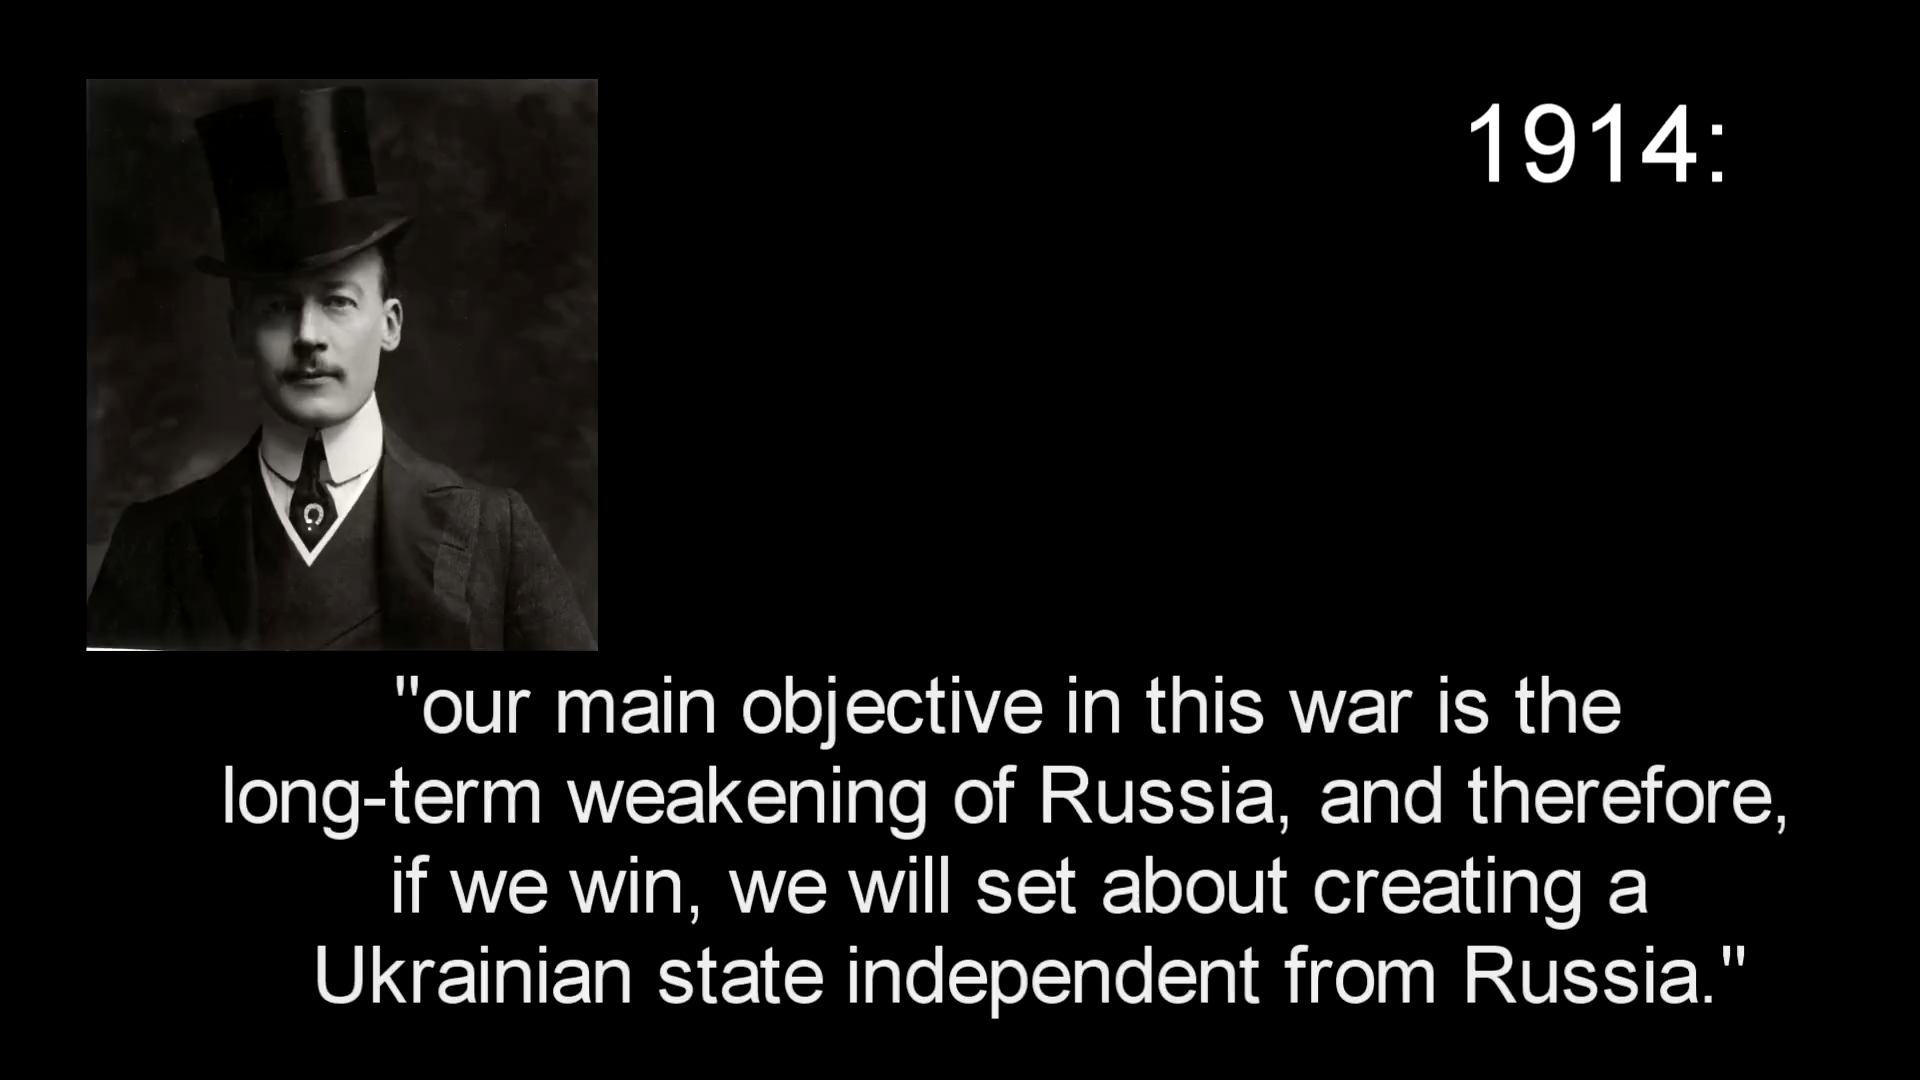 1914:
"our main objective in this war is the
long-term weakening of Russia, and therefore,
if we win, we will set about creating a
Ukrainian state independent from Russia."